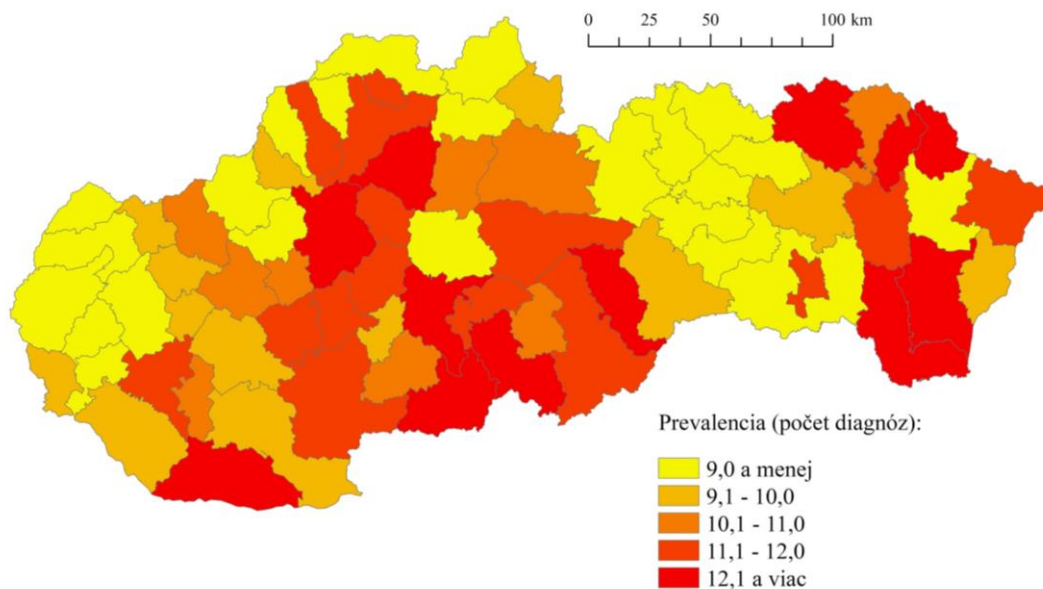 0 25 50 100 km
Prevalencia (počet diagnóz):
9,0 a menej
9,1 - 10,0
10,1 - 11,0
11,1 - 12,0
12,1 a viac